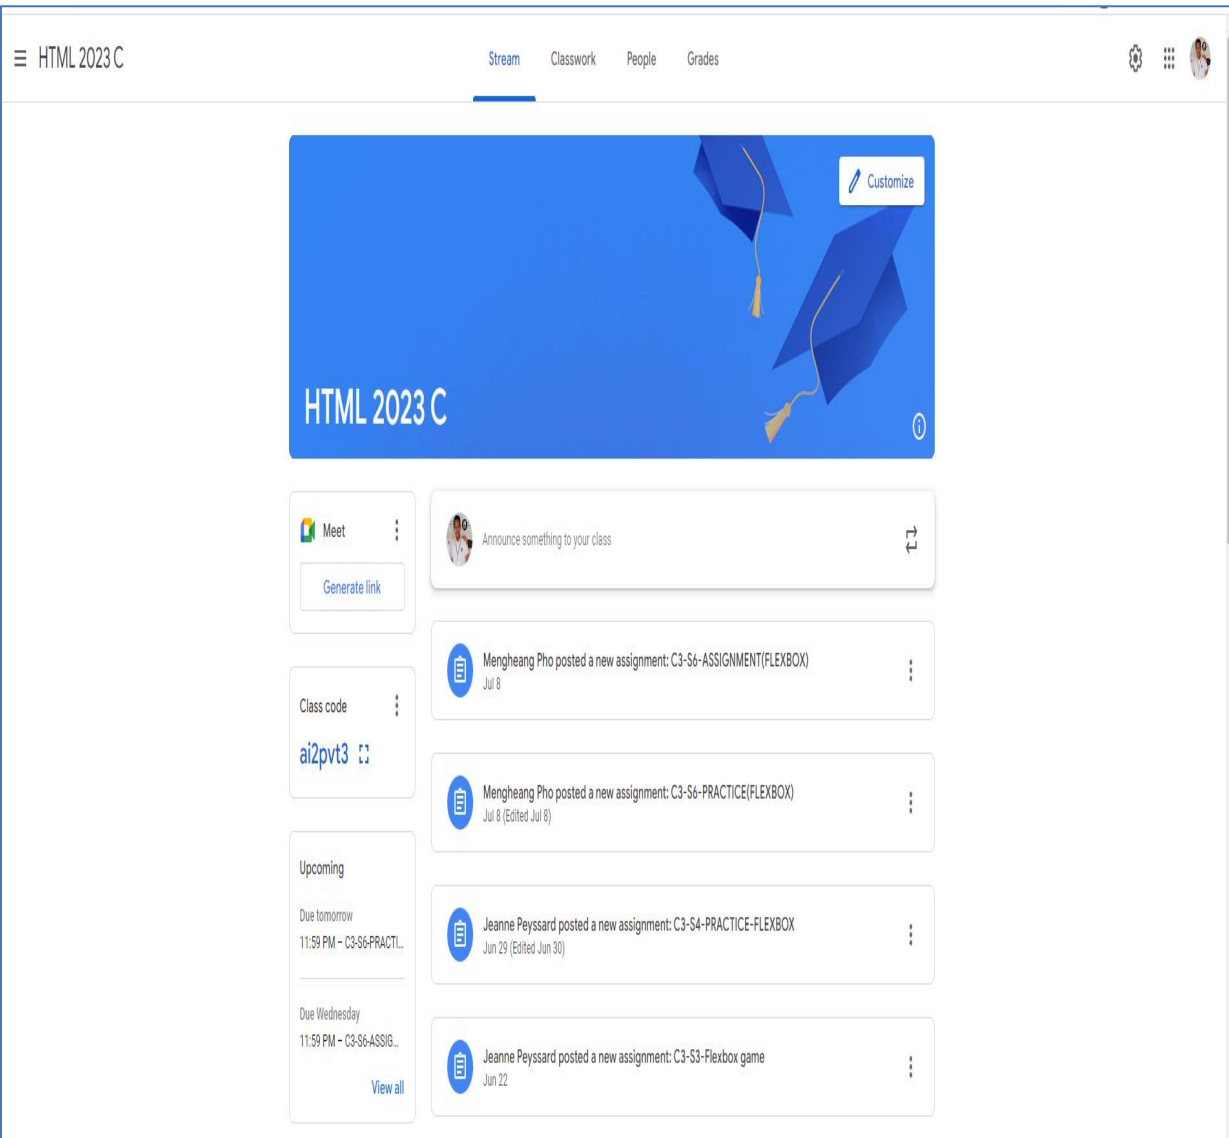 HTML 2023 C
Stream Classwork People Grades
Customize
HTML 2023 C
Meet
Generate link
Class code
ai2pvt3
Upcoming
Due tomorrow
11:59 PM – C3-S6-PRACTI...
Due Wednesday
11:59 PM – C3-S6-ASSIG...
View all
Announce something to your class
Mengheang Pho posted a new assignment: C3-S6-ASSIGNMENT(FLEXBOX)
Jul 8
Mengheang Pho posted a new assignment: C3-S6-PRACTICE(FLEXBOX)
Jul 8 (Edited Jul 8)
Jeanne Peyssard posted a new assignment: C3-S4-PRACTICE-FLEXBOX
Jun 29 (Edited Jun 30)
Jeanne Peyssard posted a new assignment: C3-S3-Flexbox game
Jun 22